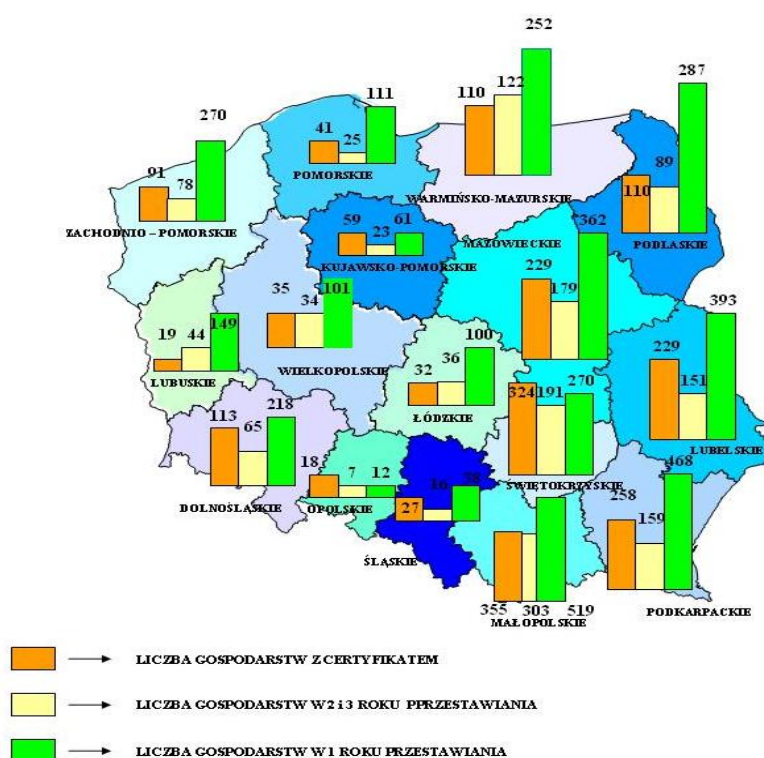 252
287
110
122
111
270
41
25
89
91
78
POMORSKIE
WARMIŃSKO-MAZURSKIE
110
ZACHODNIO – POMORSKIE
59
23
61
MAZOWIECKIE
362
PODLASKIE
KUJAWSKO-POMORSKIE
229
179
35
34
101
393
19
44
149
WIELKOPOLSKIE
32
36
100
229
151
LUBUSKIE
324
191
270
113
65
218
ŁÓDZKIE
LUBELSKIE
18
7
12
16
38
ŚWIĘTOKRZYSKIE
468
DOLNOŚLĄSKIE
OPOLSKIE
27
258
159
ŚLĄSKIE
355
303
519
MAŁOPOLSKIE
PODKARPACKIE
LICZBA GOSPODARSTW Z CERTYFIKATEM
LICZBA GOSPODARSTW W 2 i 3 ROKU PPRZESTAWIANIA
LICZBA GOSPODARSTW W 1 ROKU PRZESTAWIANIA